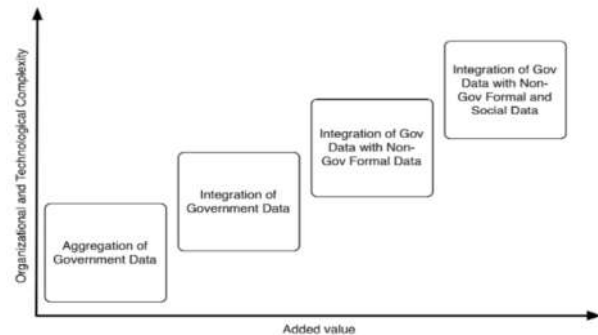 Organizational and Technological Complexity
Integration of Gov
Data with Non-
Gov Formal and
Social Data
Integration of Gov
Data with Non-
Gov Formal Data
Integration of
Government Data
Aggregation of
Government Data
Added value